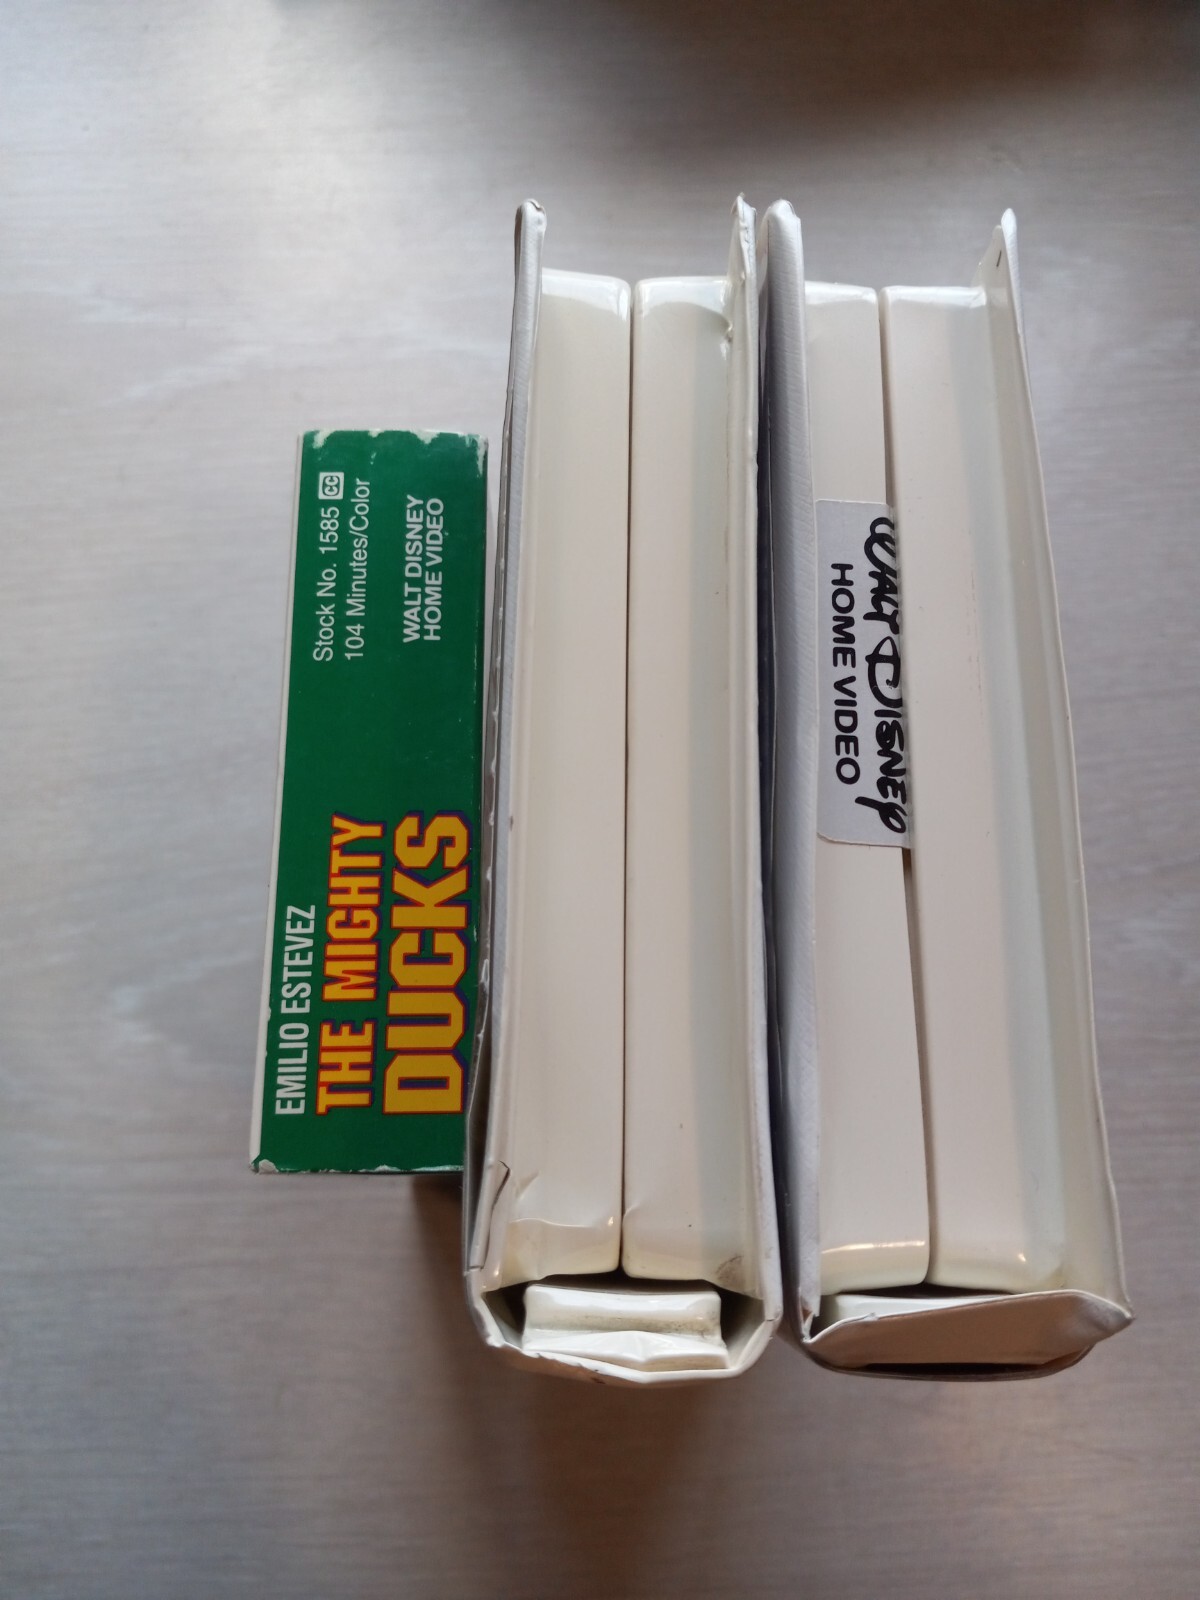 EMILIO ESTEVEZ
THE MIGHTY
DUCKS
Stock No. 1585 CC
104 Minutes/Color
WALT DISNEY
HOME VIDEO
WALT DISNEY
HOME VIDEO